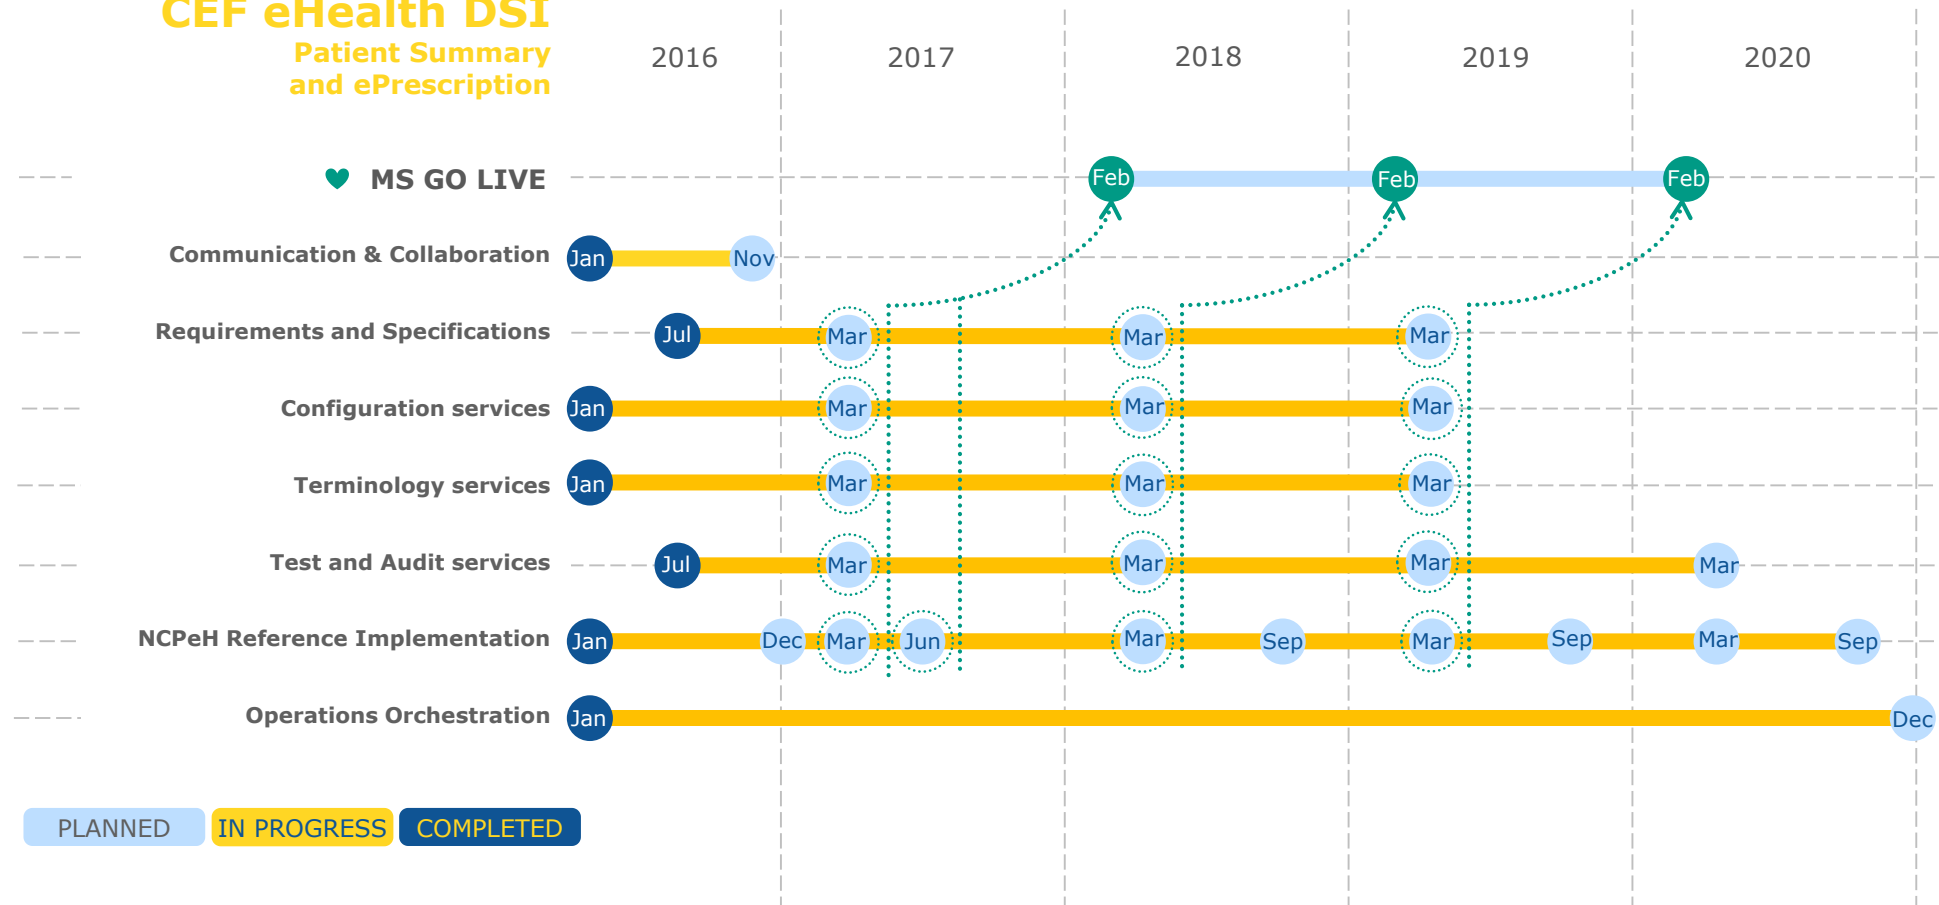 CEF eHealth DSI
Patient Summary
and ePrescription
2016 2017 2018 2019 2020
MS GO LIVE Feb Feb Feb
Communication & Collaboration Jan Nov
Requirements and Specifications Jul Mar Mar Mar
Configuration services Jan Mar Mar Mar
Terminology services Jan Mar Mar Mar
Test and Audit services Jul Mar Mar Mar Mar
NCPeH Reference Implementation Jan Dec Mar Jun Mar Sep Mar Sep Mar Sep
Operations Orchestration Jan Dec
PLANNED IN PROGRESS COMPLETED